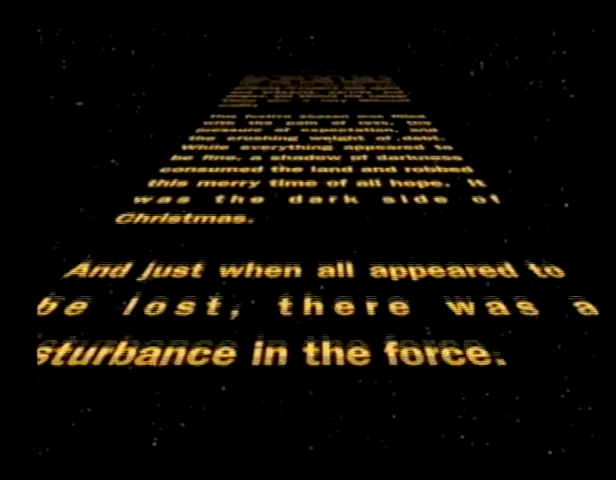 This festive season was filled
with the pain of loss, the
pressure of expectation, and
the crushing weight of debt.
While everything appeared to
be fine, a shadow of darkness
consumed the land and robbed
this merry time of all hope. It
was the dark side of
Christmas.
And just when all appeared to
be lost, there was a
sturbance in the force.